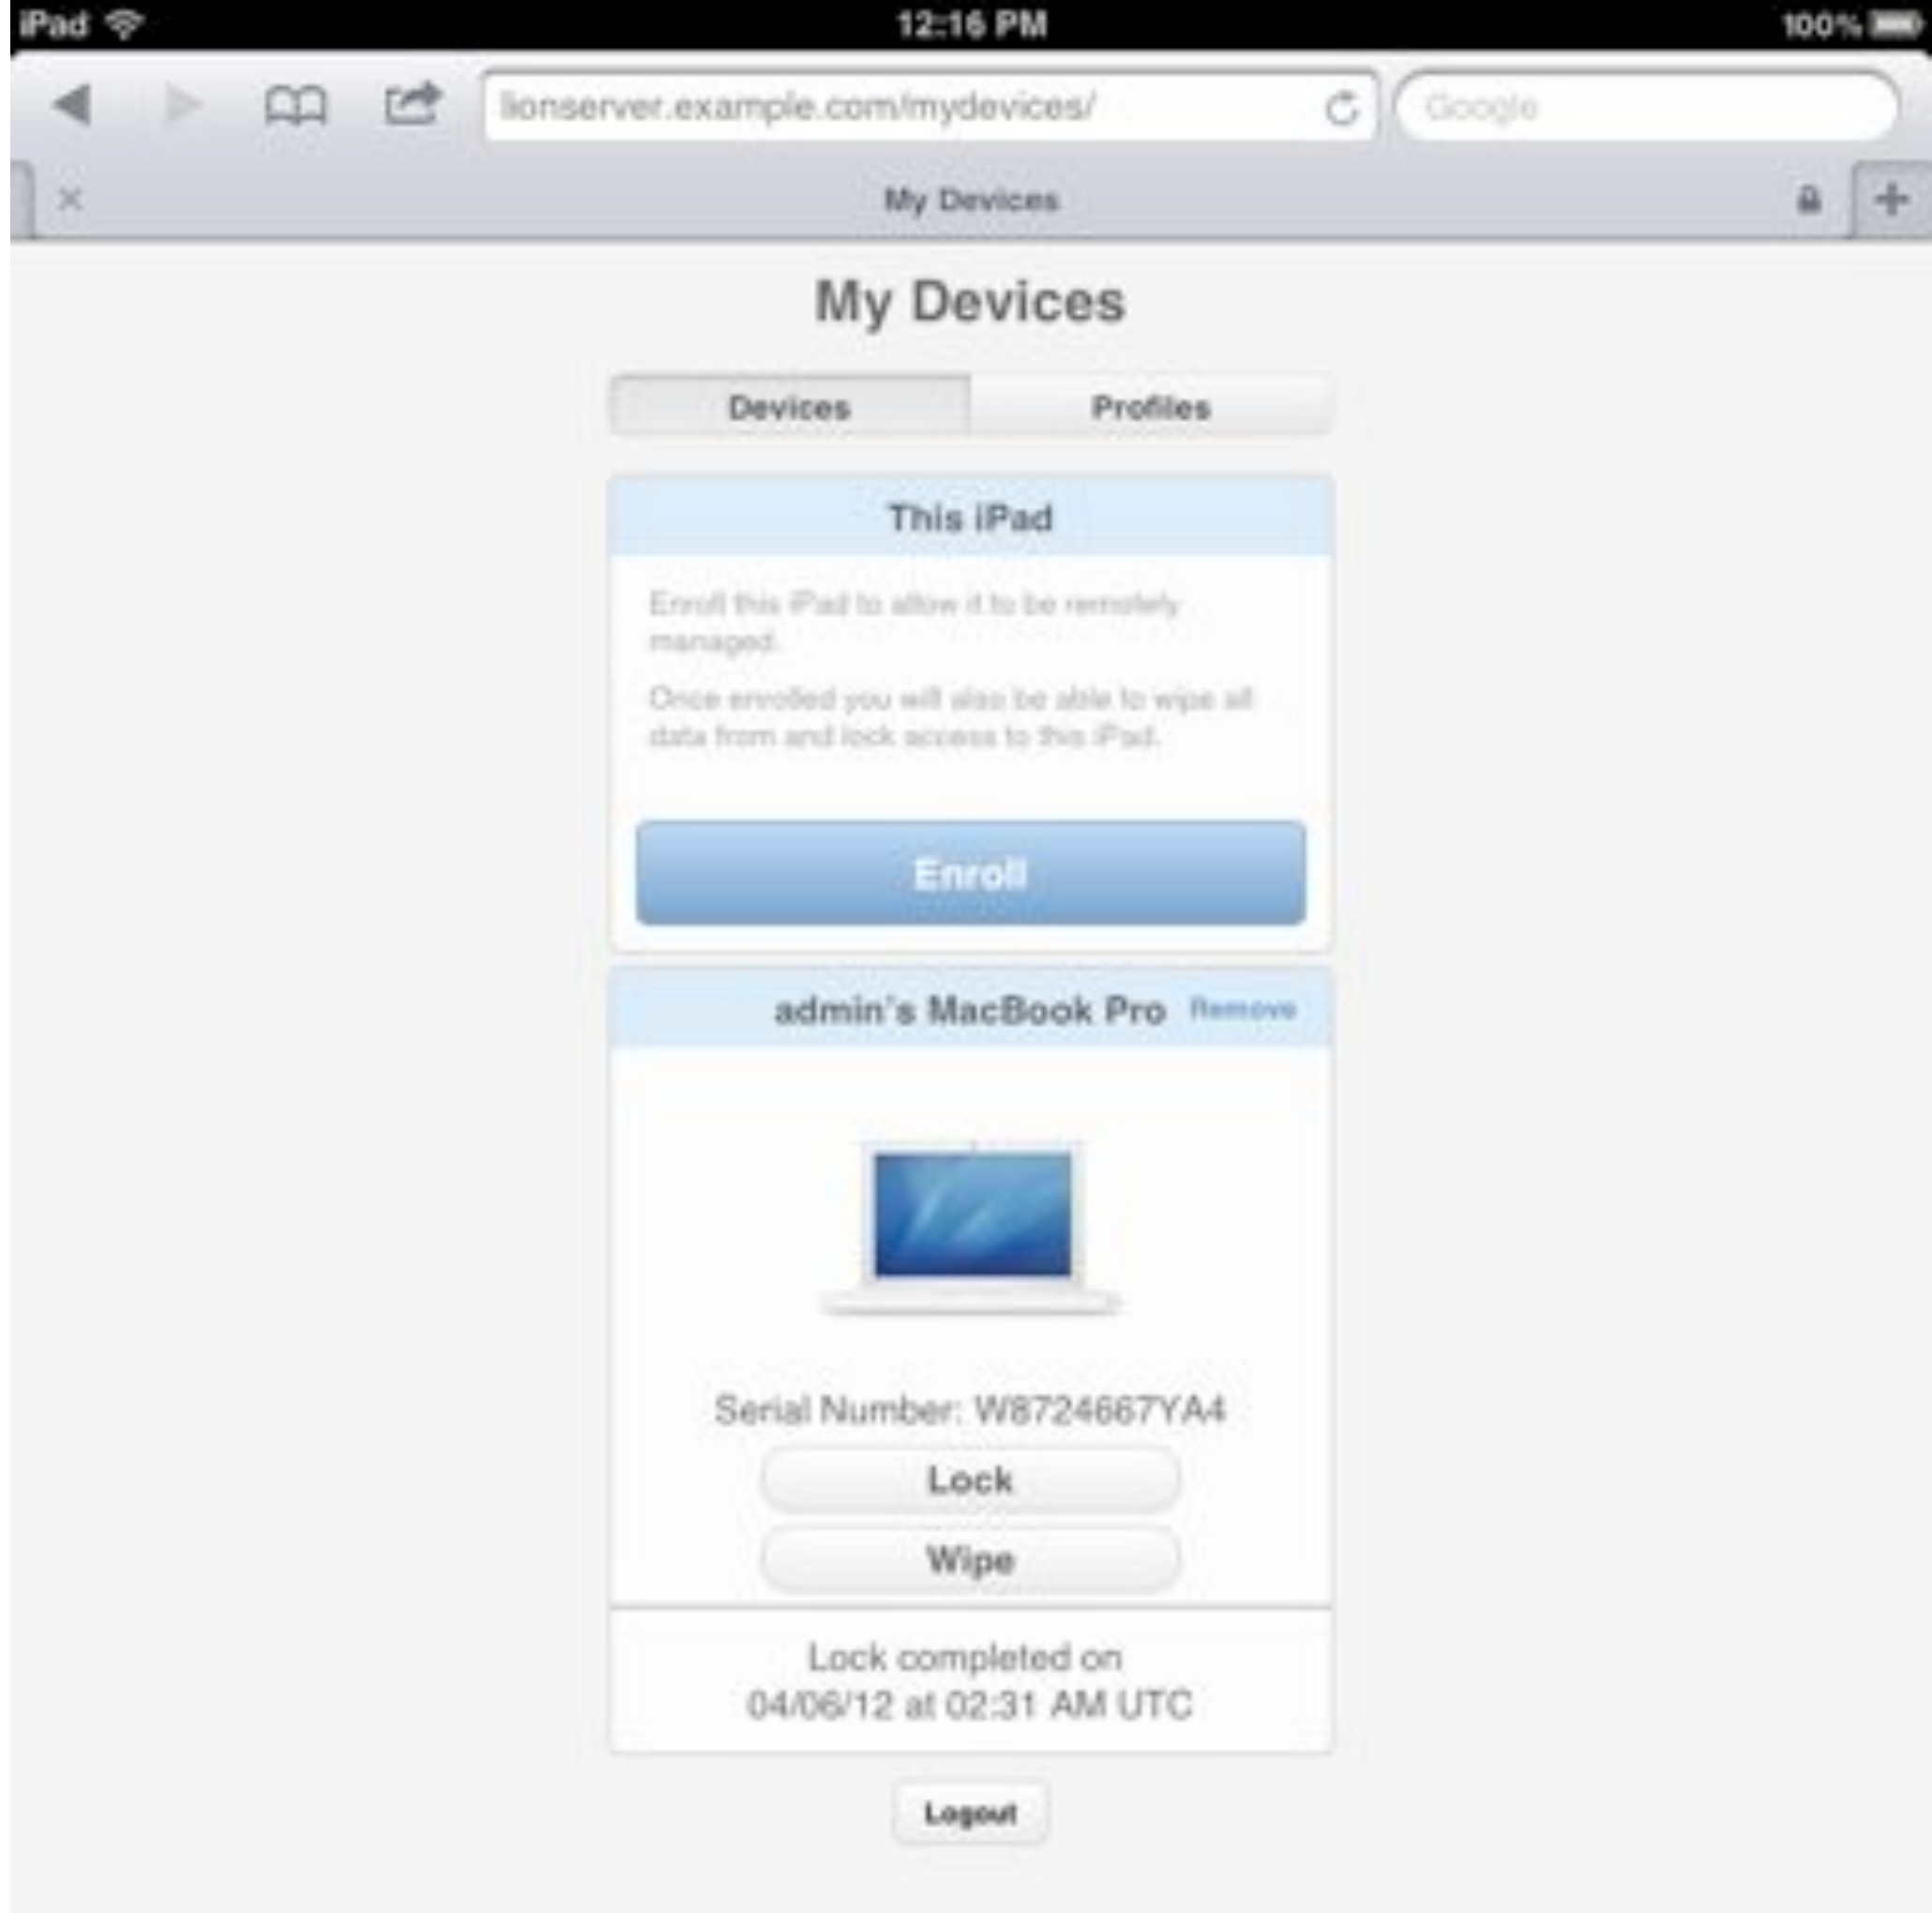 iPad 12:16 PM 100%
lionserver.example.com/mydevices/ Google
My Devices
My Devices
Devices Profiles
This iPad
Enroll this iPad to allow it to be remotely
managed.
Once enrolled you will also be able to wipe all
data from and lock access to this iPad.
Enroll
admin's MacBook Pro Remove
Serial Number: W8724667YA4
Lock
Wipe
Lock completed on
04/06/12 at 02:31 AM UTC
Logout